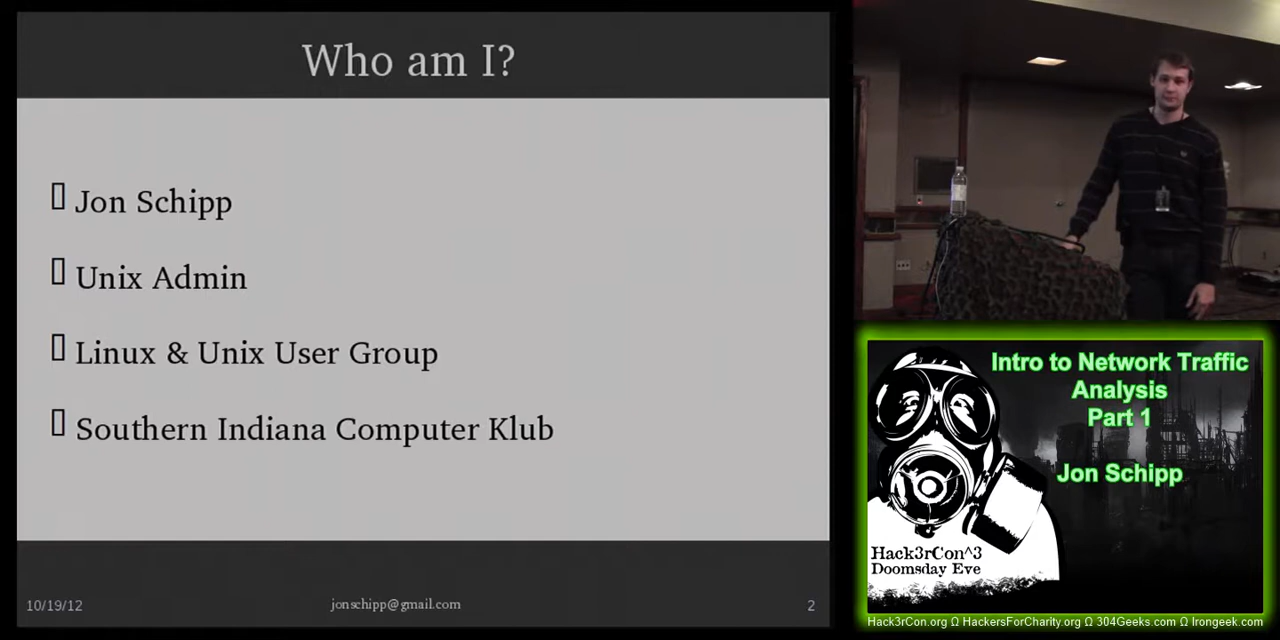 Who am I?
Jon Schipp
Unix Admin
Linux & Unix User Group
Southern Indiana Computer Klub
10/19/12
jonschipp@gmail.com
2
Intro to Network Traffic
Analysis
Part 1
Jon Schipp
Hack3rCon^3
Doomsday Eve
Hack3rCon.org Ω HackersForCharity.org Ω 304Geeks.com Ω Irongeek.com